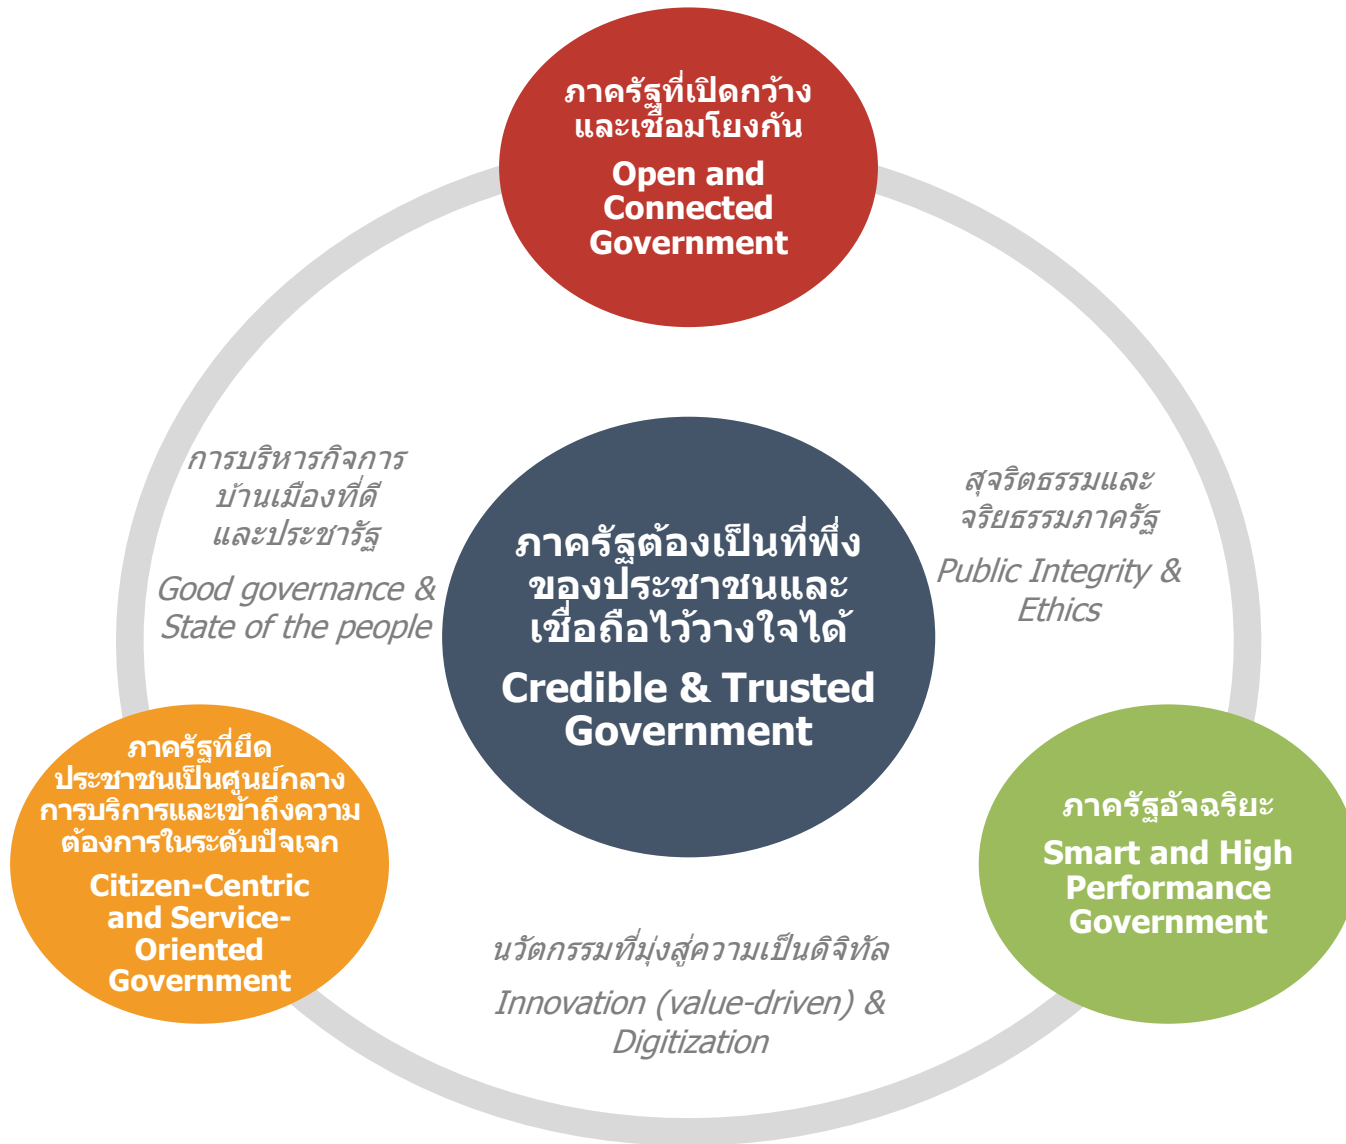 ภาครัฐที่เปิดกว้าง
และเชื่อมโยงกัน
Open and
Connected
Government
การบริหารกิจการ
บ้านเมืองที่ดี
และประชารัฐ
Good governance &
State of the people
ภาครัฐต้องเป็นที่พึ่ง
ของประชาชนและ
เชื่อถือไว้วางใจได้
Credible & Trusted
Government
สุจริตธรรมและ
จริยธรรมภาครัฐ
Public Integrity &
Ethics
ภาครัฐที่ยึด
ประชาชนเป็นศูนย์กลาง
การบริการและเข้าถึงความ
ต้องการในระดับปัจเจก
Citizen-Centric
and Service-
Oriented
Government
นวัตกรรมที่มุ่งสู่ความเป็นดิจิทัล
Innovation (value-driven) &
Digitization
ภาครัฐอัจฉริยะ
Smart and High
Performance
Government